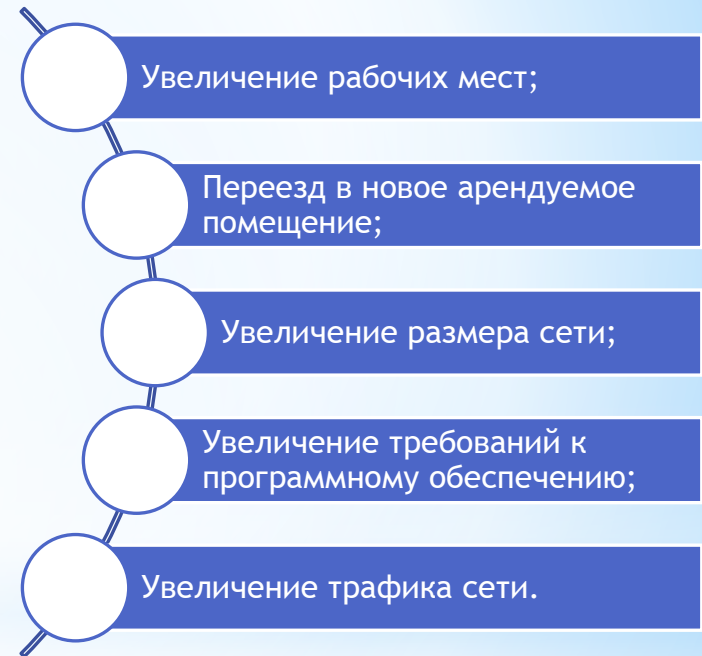 Увеличение рабочих мест;
Переезд в новое арендуемое
помещение;
Увеличение размера сети;
Увеличение требований к
программному обеспечению;
Увеличение трафика сети.